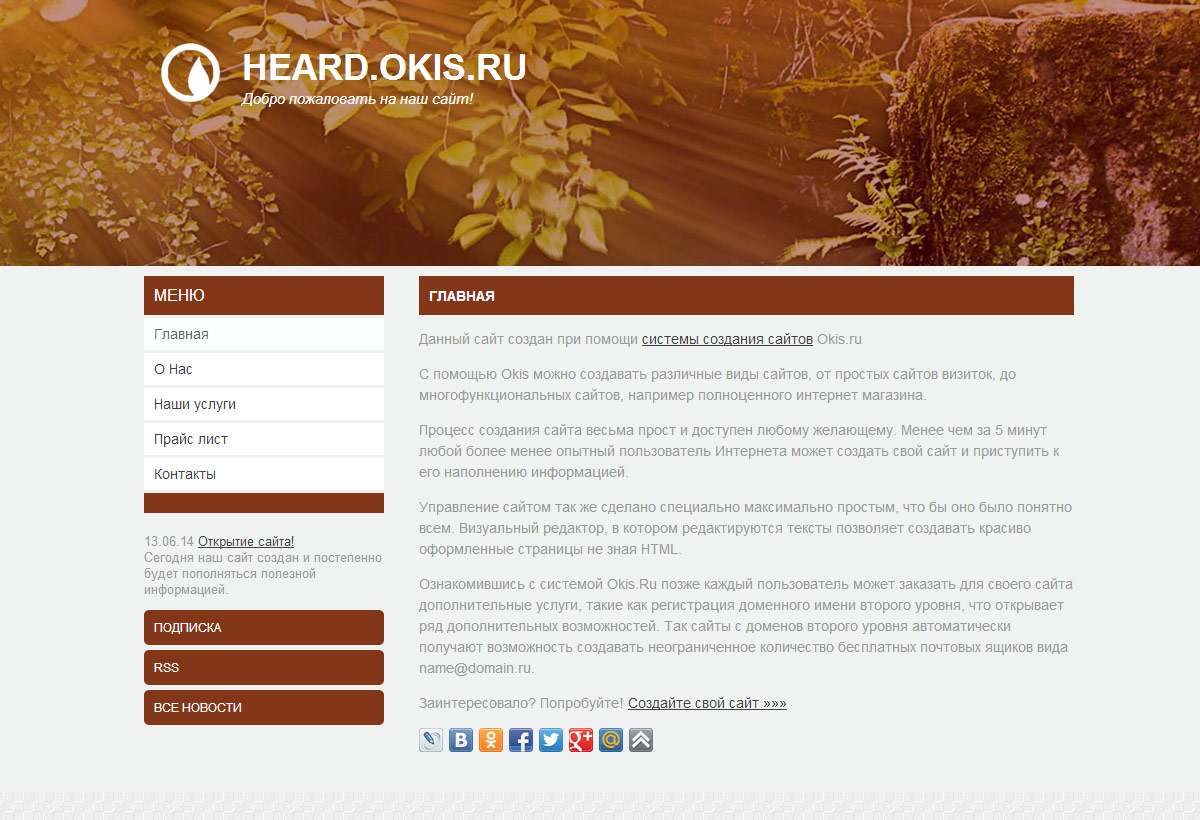 HEARD.OKIS.RU
Добро пожаловать на наш сайт!
МЕНЮ
Главная
О Нас
Наши услуги
Прайс лист
Контакты
13.06.14 Открытие сайта!
Сегодня наш сайт создан и постепенно
будет пополняться полезной
информацией.
ПОДПИСКА
RSS
ВСЕ НОВОСТИ
ГЛАВНАЯ
Данный сайт создан при помощи системы создания сайтов Okis.ru
С помощью Okis можно создавать различные виды сайтов, от простых сайтов визиток, до
многофункциональных сайтов, например полноценного интернет магазина.
Процесс создания сайта весьма прост и доступен любому желающему. Менее чем за 5 минут
любой более менее опытный пользователь Интернета может создать свой сайт и приступить к
его наполнению информацией.
Управление сайтом так же сделано специально максимально простым, что бы оно было понятно
всем. Визуальный редактор, в котором редактируются тексты позволяет создавать красиво
оформленные страницы не зная HTML.
Ознакомившись с системой Okis.Ru позже каждый пользователь может заказать для своего сайта
дополнительные услуги, такие как регистрация доменного имени второго уровня, что открывает
ряд дополнительных возможностей. Так сайты с доменов второго уровня автоматически
получают возможность создавать неограниченное количество бесплатных почтовых ящиков вида
name@domain.ru.
Заинтересовало? Попробуйте! Создайте свой сайт »»»